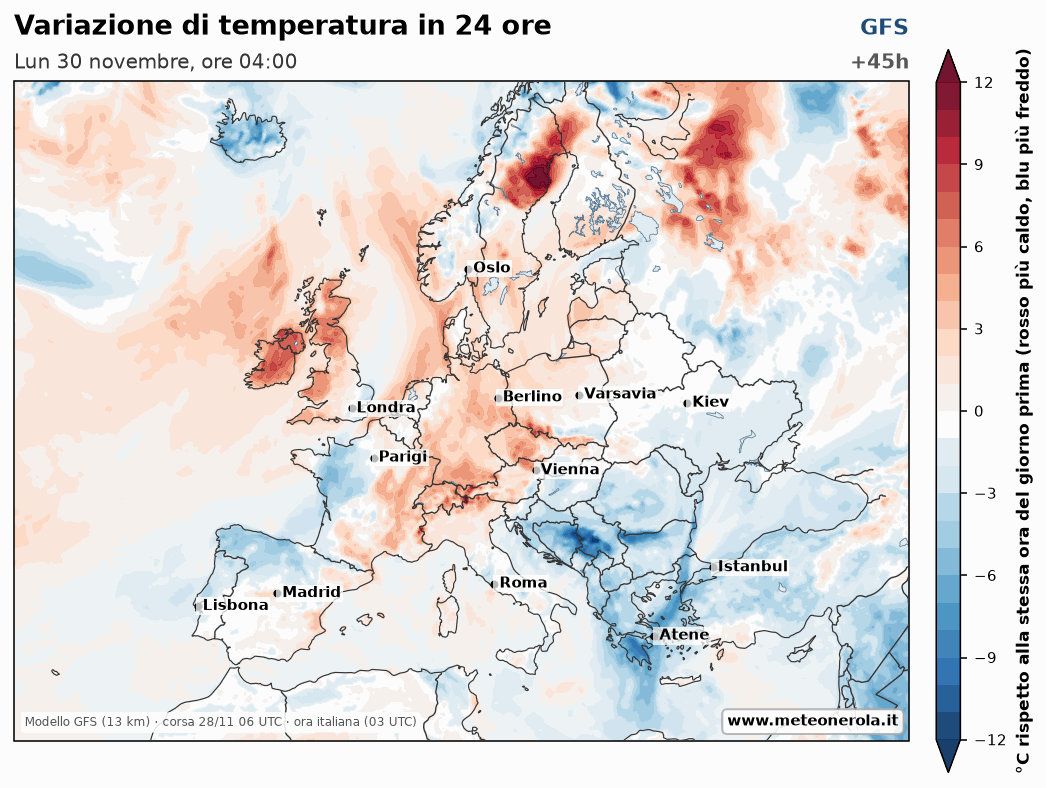 Variazione di temperatura in 24 ore
GFS
Lun 30 novembre, ore 04:00
+45h
Oslo
Londra
Berlino
Varsavia
Kiev
Parigi
Vienna
Istanbul
Roma
Madrid
Lisbona
Atene
Modello GFS (13 km) · corsa 28/11 06 UTC · ora italiana (03 UTC)
www.meteonerola.it
12
9
6
3
0
−3
−6
−9
−12
°C rispetto alla stessa ora del giorno prima (rosso più caldo, blu più freddo)